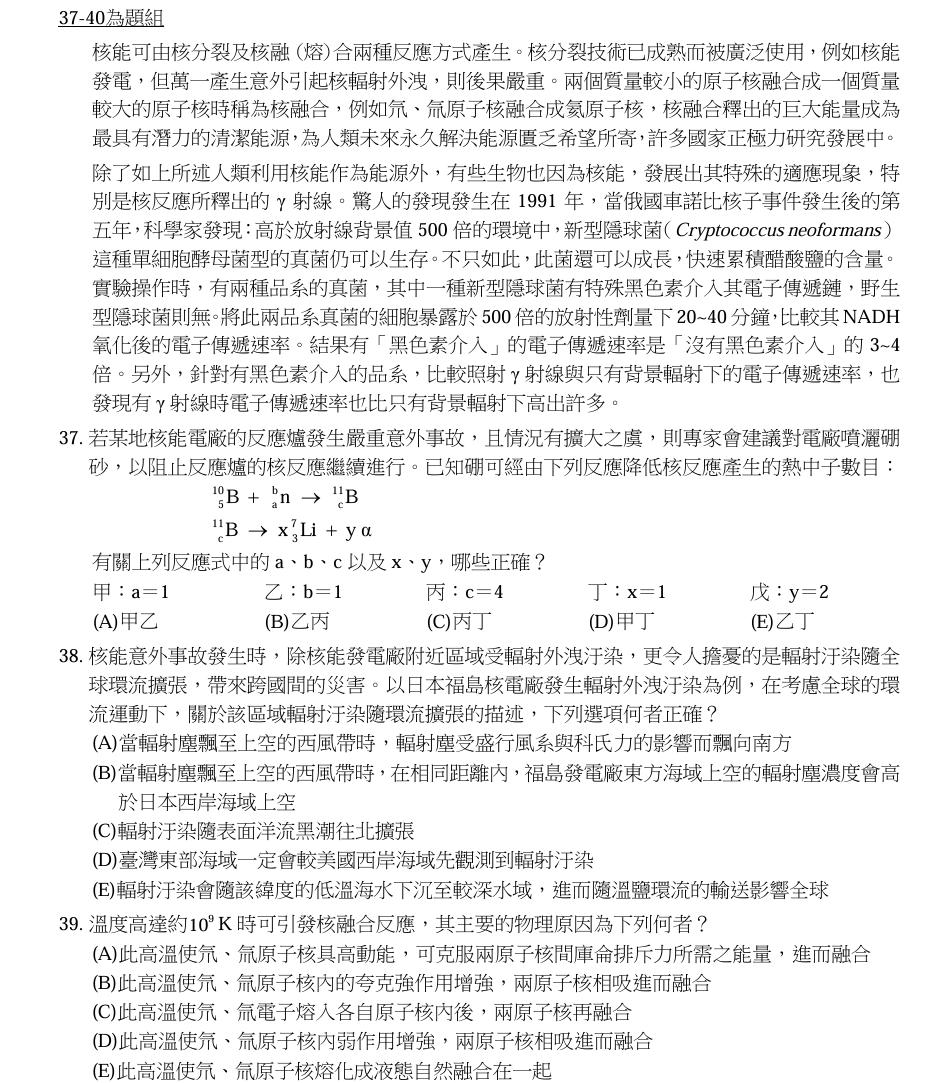 37-40為題組
核能可由核分裂及核融(熔)合兩種反應方式產生。核分裂技術已成熟而被廣泛使用，例如核能
發電，但萬一產生意外引起核輻射外洩，則後果嚴重。兩個質量較小的原子核融合成一個質量
較大的原子核時稱為核融合，例如氘、氚原子核融合成氦原子核，核融合釋出的巨大能量成為
最具有潛力的清潔能源，為人類未來永久解決能源匱乏希望所寄，許多國家正極力研究發展中。
除了如上所述人類利用核能作為能源外，有些生物也因為核能，發展出其特殊的適應現象，特
別是核反應所釋出的 γ 射線。驚人的發現發生在 1991 年，當俄國車諾比核子事件發生後的第
五年，科學家發現：高於放射線背景值 500 倍的環境中，新型隱球菌（Cryptococcus neoformans）
這種單細胞酵母菌型的真菌仍可以生存。不只如此，此菌還可以成長，快速累積醋酸鹽的含量。
實驗操作時，有兩種品系的真菌，其中一種新型隱球菌有特殊黑色素介入其電子傳遞鏈，野生
型隱球菌則無。將此兩品系真菌的細胞暴露於 500 倍的放射性劑量下 20~40 分鐘，比較其 NADH
氧化後的電子傳遞速率。結果有「黑色素介入」的電子傳遞速率是「沒有黑色素介入」的 3~4
倍。另外，針對有黑色素介入的品系，比較照射 γ 射線與只有背景輻射下的電子傳遞速率，也
發現有 γ 射線時電子傳遞速率也比只有背景輻射下高出許多。
37. 若某地核能電廠的反應爐發生嚴重意外事故，且情況有擴大之虞，則專家會建議對電廠噴灑硼
砂，以阻止反應爐的核反應繼續進行。已知硼可經由下列反應降低核反應產生的熱中子數目：
¹⁰₅B + ᵇₐn → ¹¹cB
¹¹cB → x⁷₃Li + y α
有關上列反應式中的 a、b、c 以及 x、y，哪些正確？
甲：a＝1 乙：b＝1 丙：c＝4 丁：x＝1 戊：y＝2
(A)甲乙 (B)乙丙 (C)丙丁 (D)甲丁 (E)乙丁
38. 核能意外事故發生時，除核能發電廠附近區域受輻射外洩汙染，更令人擔憂的是輻射汙染隨全
球環流擴張，帶來跨國間的災害。以日本福島核電廠發生輻射外洩汙染為例，在考慮全球的環
流運動下，關於該區域輻射汙染隨環流擴張的描述，下列選項何者正確？
(A)當輻射塵飄至上空的西風帶時，輻射塵受盛行風系與科氏力的影響而飄向南方
(B)當輻射塵飄至上空的西風帶時，在相同距離內，福島發電廠東方海域上空的輻射塵濃度會高
於日本西岸海域上空
(C)輻射汙染隨表面洋流黑潮往北擴張
(D)臺灣東部海域一定會較美國西岸海域先觀測到輻射汙染
(E)輻射汙染會隨該緯度的低溫海水下沉至較深水域，進而隨溫鹽環流的輸送影響全球
39. 溫度高達約10⁹ K 時可引發核融合反應，其主要的物理原因為下列何者？
(A)此高溫使氘、氚原子核具高動能，可克服兩原子核間庫侖排斥力所需之能量，進而融合
(B)此高溫使氘、氚原子核內的夸克強作用增強，兩原子核相吸進而融合
(C)此高溫使氘、氚電子熔入各自原子核內後，兩原子核再融合
(D)此高溫使氘、氚原子核內弱作用增強，兩原子核相吸進而融合
(E)此高溫使氘、氚原子核熔化成液態自然融合在一起